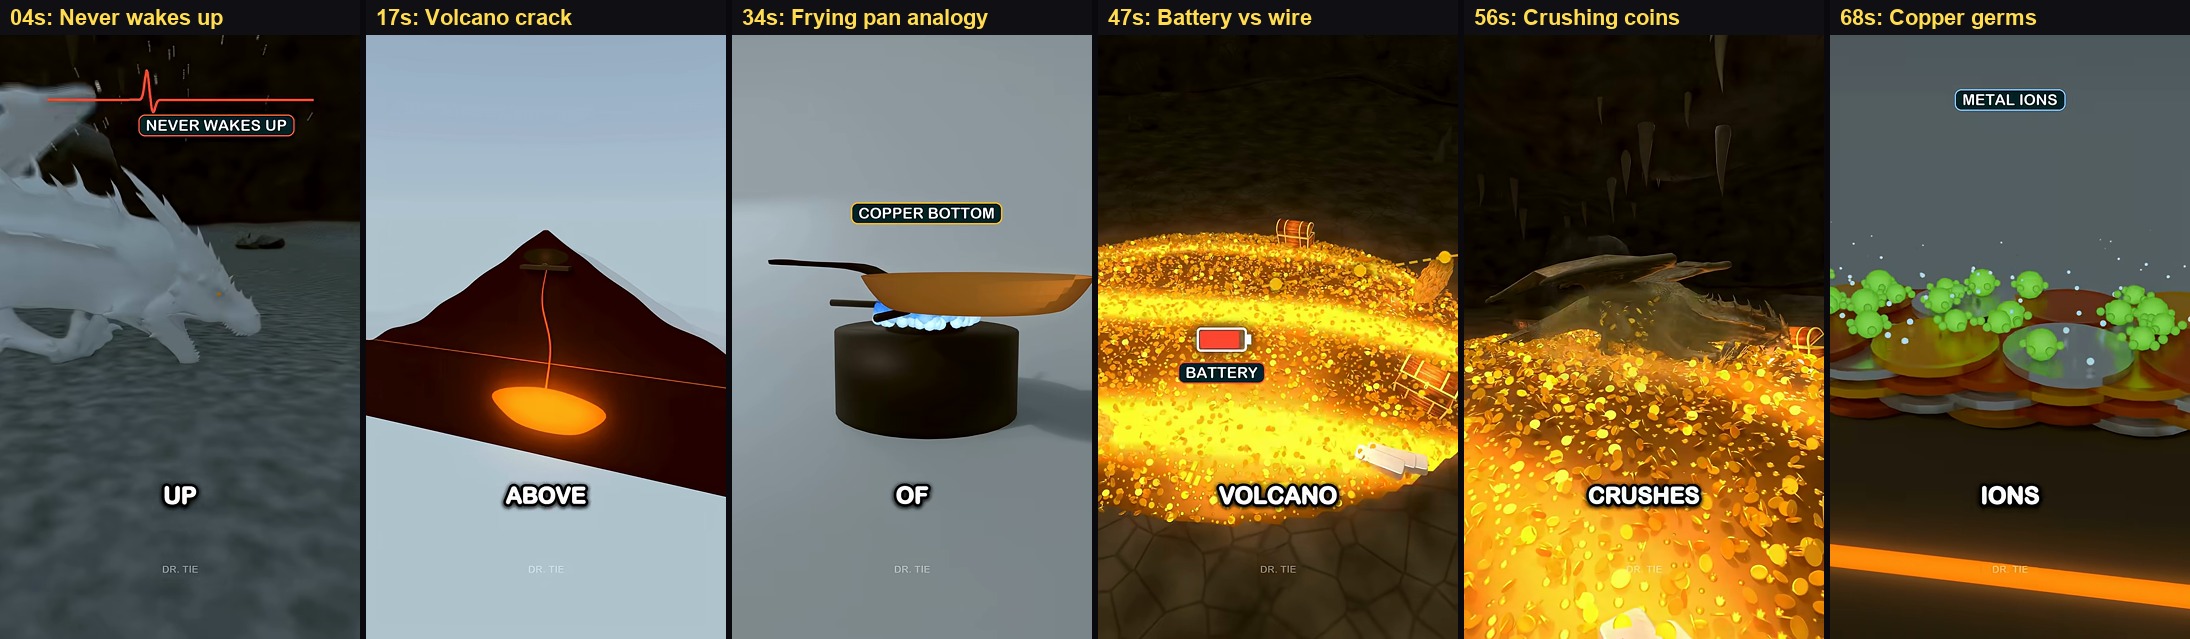 04s: Never wakes up
NEVER WAKES UP
UP
DR. TIE
17s: Volcano crack
ABOVE
DR. TIE
34s: Frying pan analogy
COPPER BOTTOM
OF
DR. TIE
47s: Battery vs wire
BATTERY
VOLCANO
DR. TIE
56s: Crushing coins
CRUSHES
DR. TIE
68s: Copper germs
METAL IONS
IONS
DR. TIE